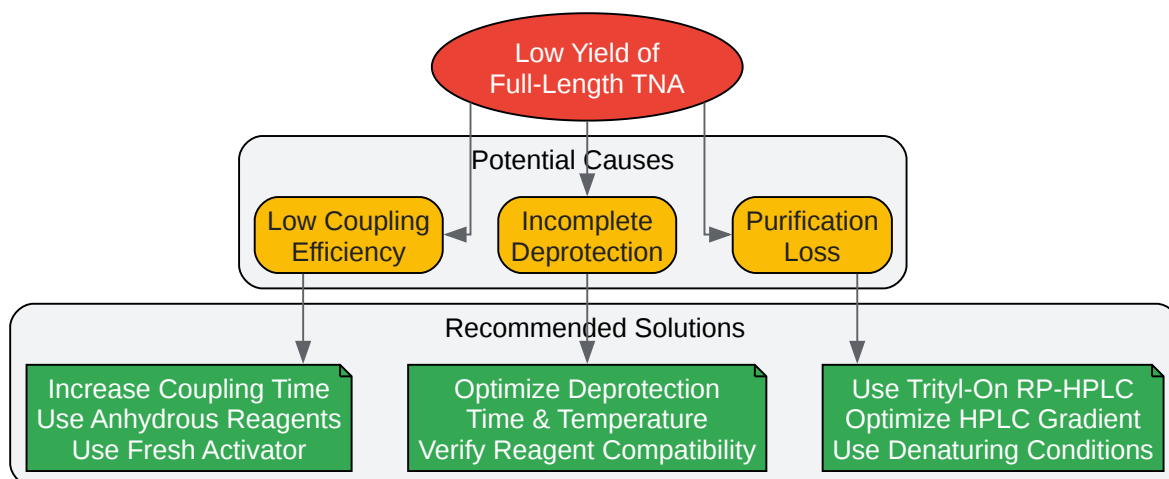 Low Yield of
Full-Length TNA
Potential Causes
Low Coupling
Efficiency
Incomplete
Deprotection
Purification
Loss
Recommended Solutions
Increase Coupling Time
Use Anhydrous Reagents
Use Fresh Activator
Optimize Deprotection
Time & Temperature
Verify Reagent Compatibility
Use Trityl-On RP-HPLC
Optimize HPLC Gradient
Use Denaturing Conditions